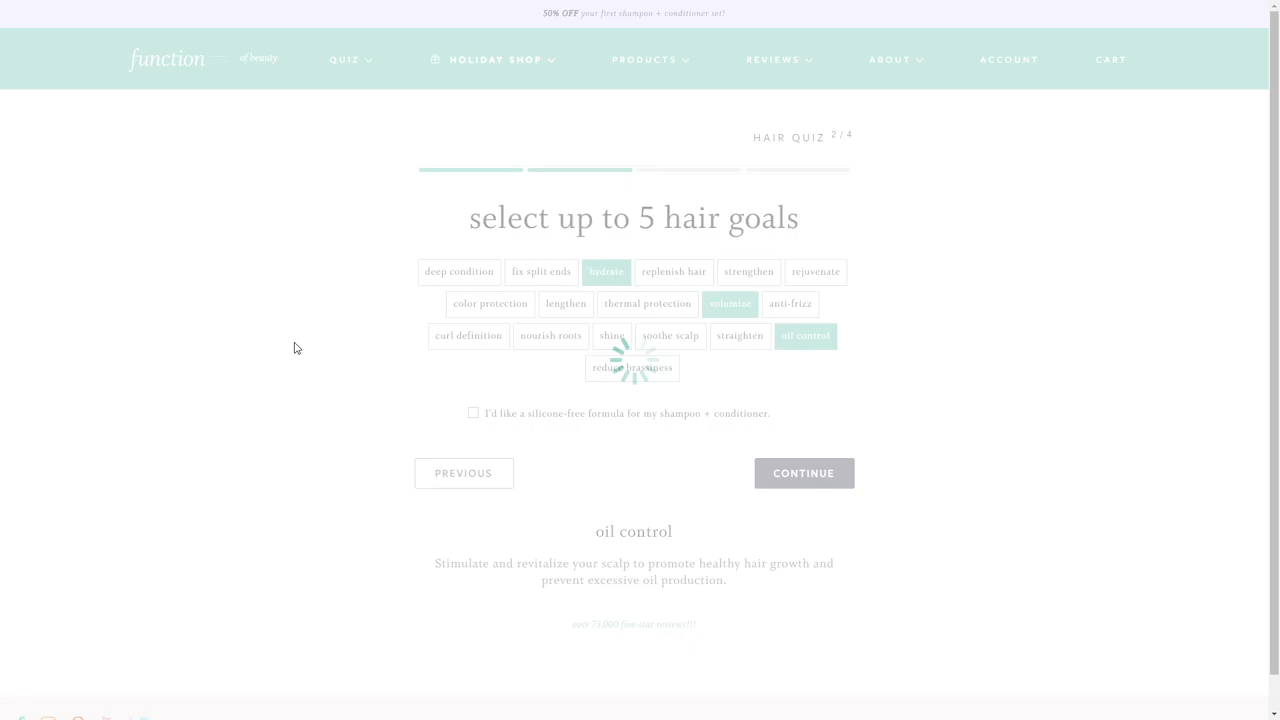 50% OFF your first shampoo + conditioner set!
function of beauty
QUIZ
HOLIDAY SHOP
PRODUCTS
REVIEWS
ABOUT
ACCOUNT
CART
HAIR QUIZ 2 / 4
select up to 5 hair goals
deep condition fix split ends hydrate replenish hair strengthen rejuvenate
color protection lengthen thermal protection volumize anti-frizz
curl definition nourish roots shine soothe scalp straighten oil control
reduce brassiness
I'd like a silicone-free formula for my shampoo + conditioner.
PREVIOUS
CONTINUE
oil control
Stimulate and revitalize your scalp to promote healthy hair growth and
prevent excessive oil production.
over 73,000 five-star reviews!!!